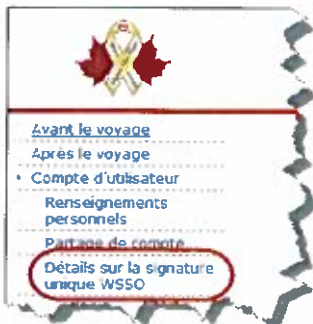 Avant le voyage
Après le voyage
Compte d'utilisateur
Renseignements
personnels
Partage de compte
Détails sur la signature
unique WSSO